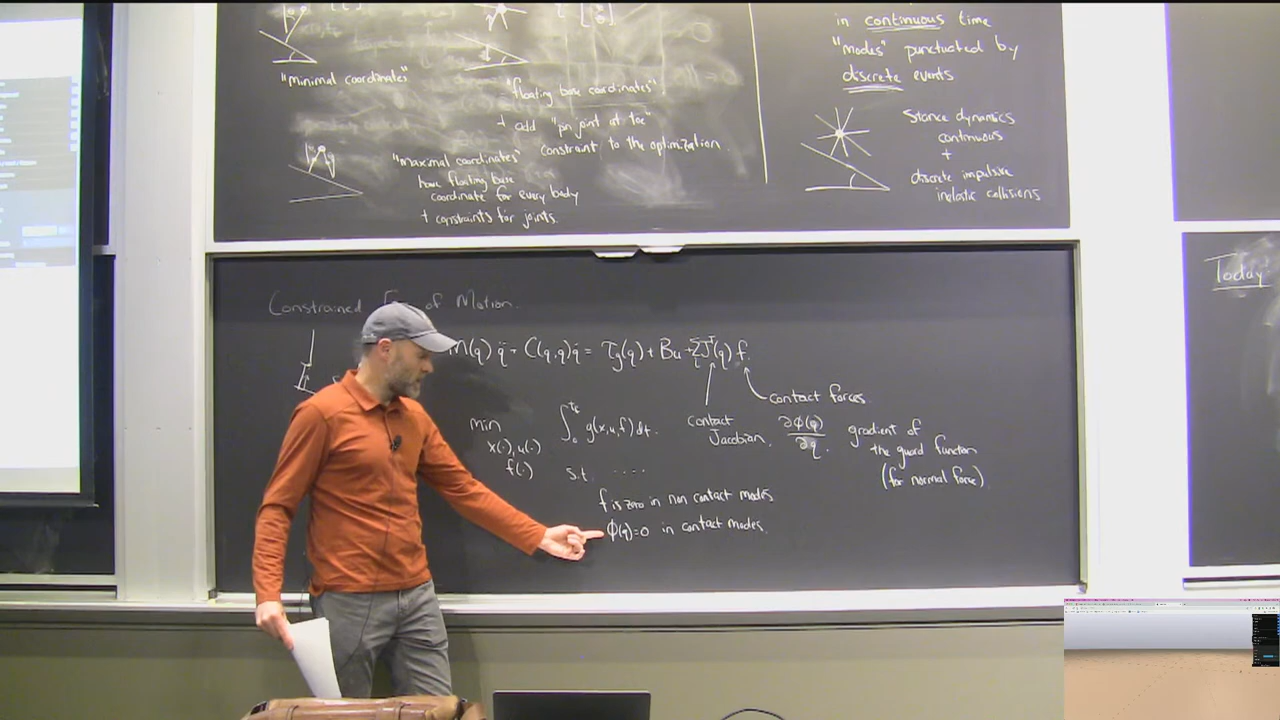 "Minimal coordinates"
"floating base coordinates"
+ add "pin joint at toe"
constraint to the optimization
"maximal coordinates"
have floating base
coordinate for every body
+ constraints for joints.
in continuous time
"modes" punctuated by
discrete events
Stance dynamics
continuous
+
discrete impulsive
inelastic collisions
Constrained of Motion.
M(q) q̈ + C(q,q̇)q̇ = τg(q) + Bu + Σ Jᵀ(q) f
contact forces
min ∫ g(x,u,f) dt.
x(·), u(·)
f(·) s.t. ....
contact
Jacobian.
∂φ(q)
∂q.
gradient of
the guard function
(for normal force)
f is zero in non contact modes
φ(q)=0 in contact modes.
Today